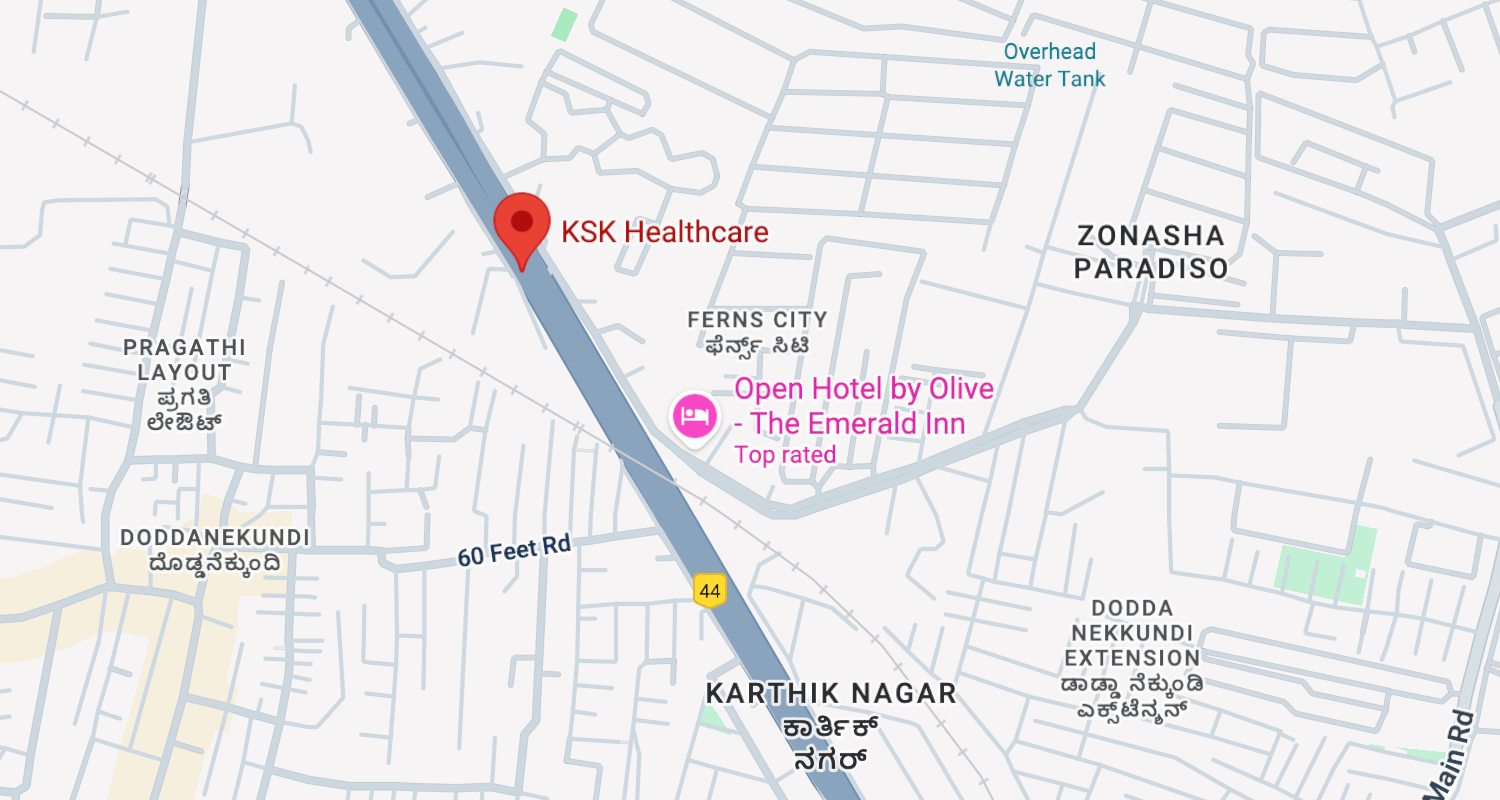 Overhead
Water Tank
KSK Healthcare
ZONASHA
PARADISO
FERNS CITY
ಫೆರ್ನ್ಸ್ ಸಿಟಿ
PRAGATHI
LAYOUT
ಪ್ರಗತಿ
ಲೇಔಟ್
Open Hotel by Olive
- The Emerald Inn
Top rated
DODDANEKUNDI
ದೊಡ್ಡನೆಕ್ಕುಂದಿ
60 Feet Rd
44
DODDA
NEKKUNDI
EXTENSION
ಡಾಡ್ಡಾ ನೆಕ್ಕುಂಡಿ
ಎಕ್ಸ್‌ಟೆನ್ಶನ್
KARTHIK NAGAR
ಕಾರ್ತಿಕ್
ನಗರ್
Main Rd